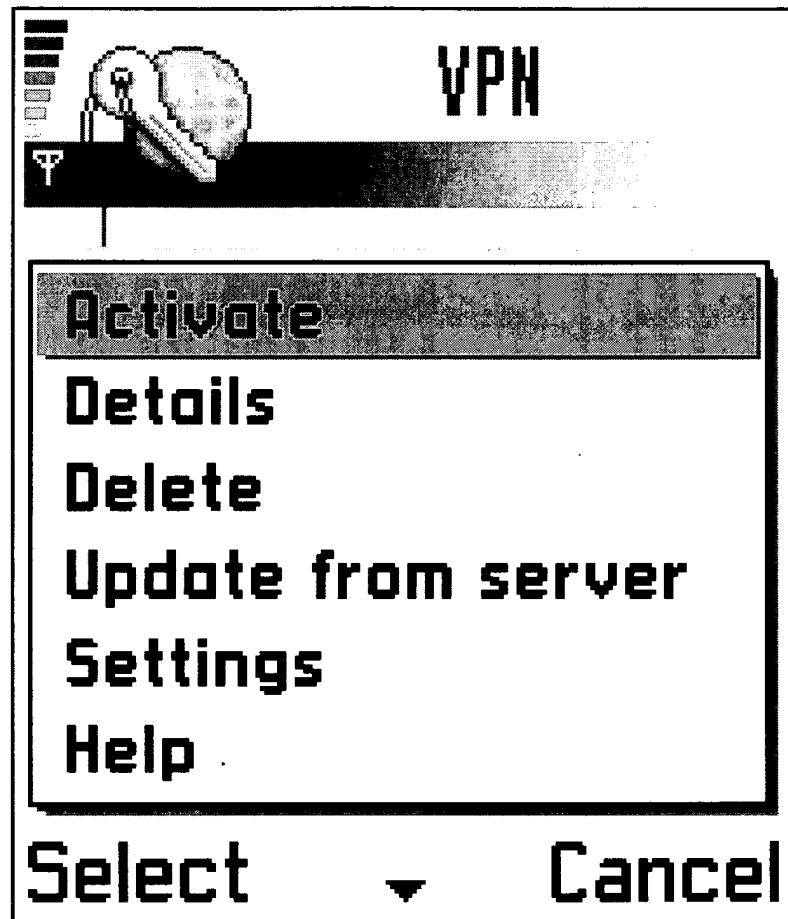 VPN
Activate
Details
Delete
Update from server
Settings
Help
Select Cancel